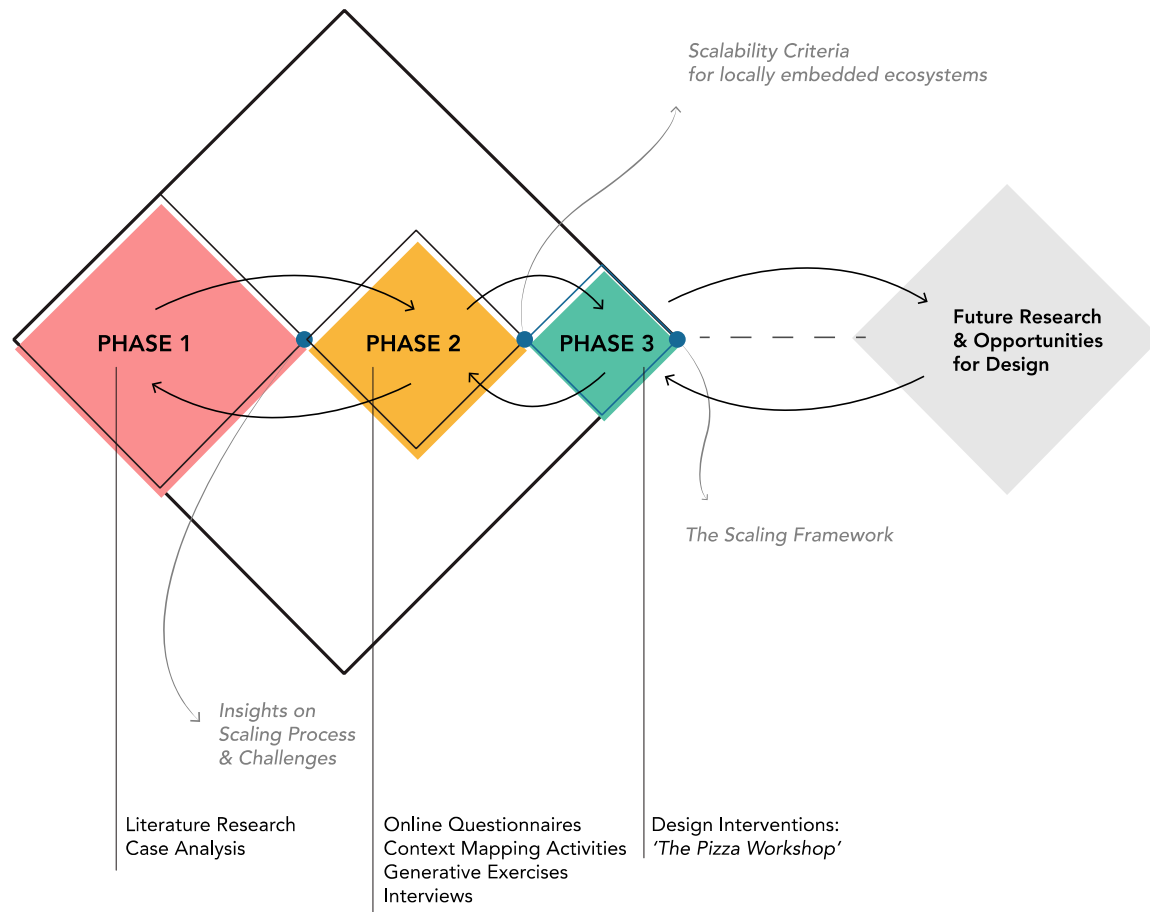 Scalability Criteria
for locally embedded ecosystems
PHASE 1
PHASE 2
PHASE 3
Future Research
& Opportunities
for Design
The Scaling Framework
Insights on
Scaling Process
& Challenges
Literature Research
Case Analysis
Online Questionnaires
Context Mapping Activities
Generative Exercises
Interviews
Design Interventions:
'The Pizza Workshop'